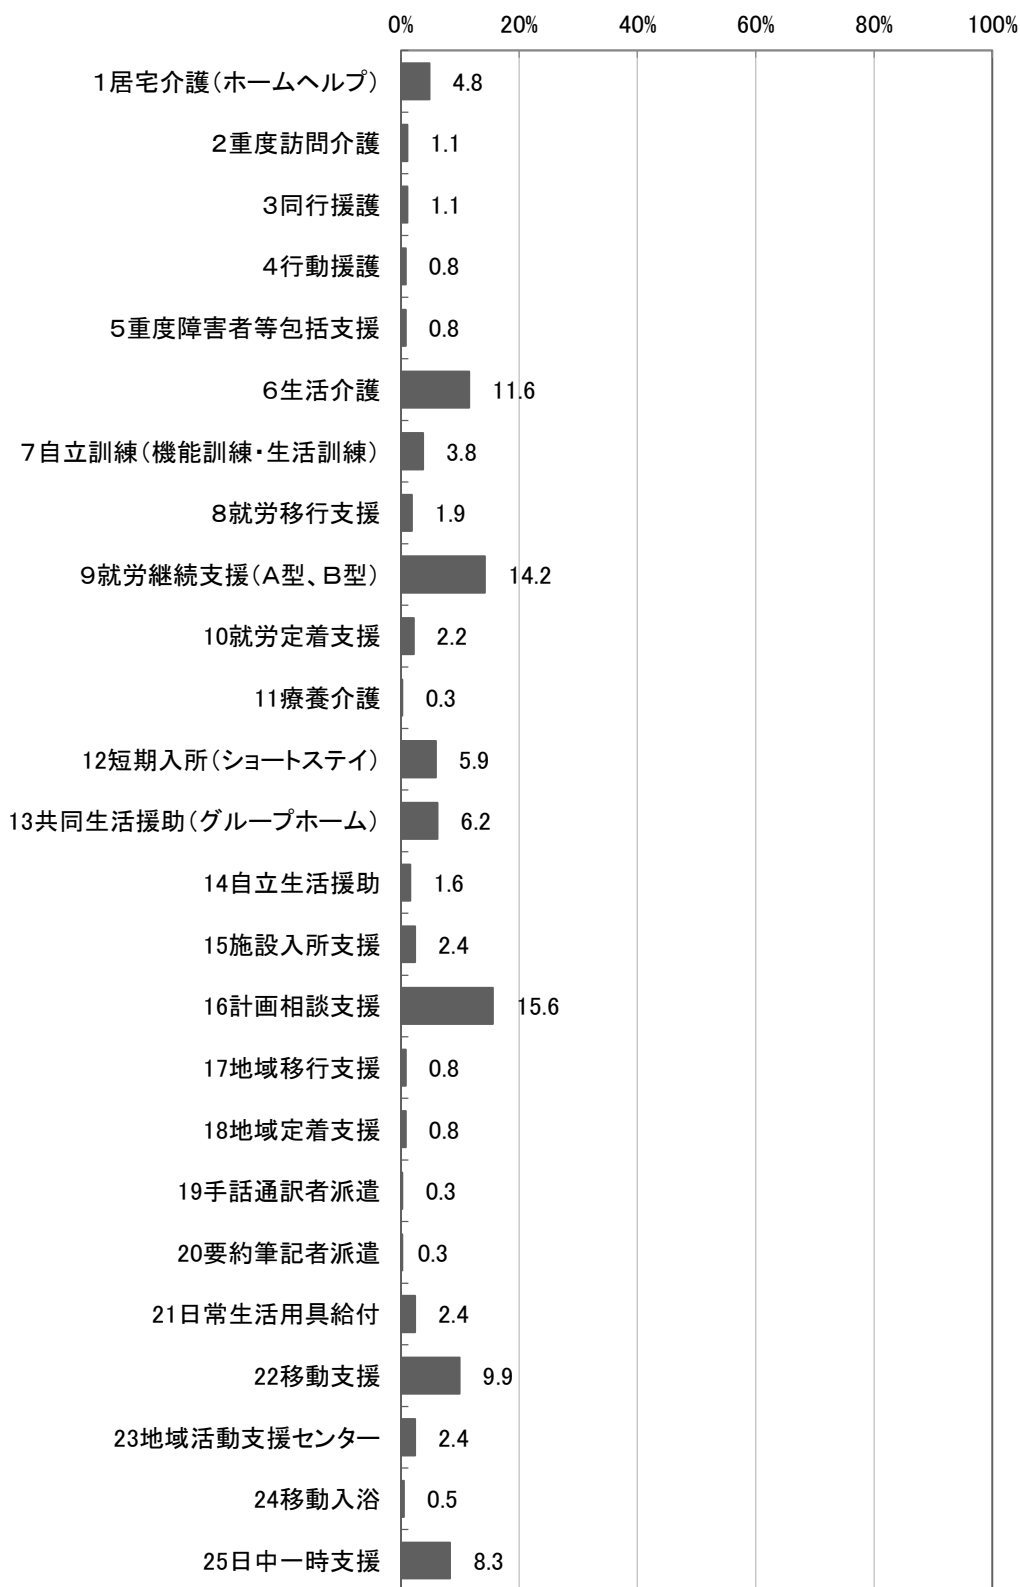 0% 20% 40% 60% 80% 100%
１居宅介護（ホームヘルプ） 4.8
２重度訪問介護 1.1
３同行援護 1.1
４行動援護 0.8
５重度障害者等包括支援 0.8
６生活介護 11.6
７自立訓練（機能訓練・生活訓練） 3.8
８就労移行支援 1.9
９就労継続支援（Ａ型、Ｂ型） 14.2
10就労定着支援 2.2
11療養介護 0.3
12短期入所（ショートステイ） 5.9
13共同生活援助（グループホーム） 6.2
14自立生活援助 1.6
15施設入所支援 2.4
16計画相談支援 15.6
17地域移行支援 0.8
18地域定着支援 0.8
19手話通訳者派遣 0.3
20要約筆記者派遣 0.3
21日常生活用具給付 2.4
22移動支援 9.9
23地域活動支援センター 2.4
24移動入浴 0.5
25日中一時支援 8.3